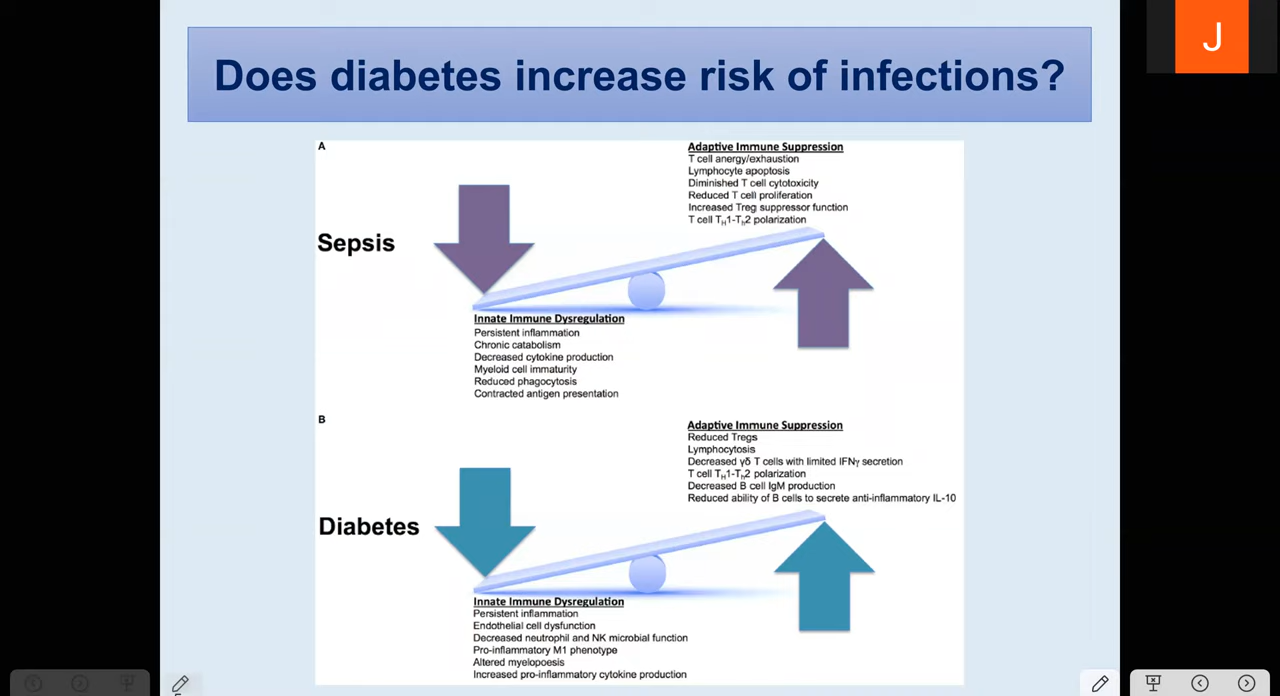 Does diabetes increase risk of infections?
J
A
Adaptive Immune Suppression
T cell anergy/exhaustion
Lymphocyte apoptosis
Diminished T cell cytotoxicity
Reduced T cell proliferation
Increased Treg suppressor function
T cell TH1-Th2 polarization
Sepsis
Innate Immune Dysregulation
Persistent inflammation
Chronic catabolism
Decreased cytokine production
Myeloid cell immaturity
Reduced phagocytosis
Contracted antigen presentation
B
Adaptive Immune Suppression
Reduced Tregs
Lymphocytosis
Decreased γδ T cells with limited IFNγ secretion
T cell TH1-Th2 polarization
Decreased B cell IgM production
Reduced ability of B cells to secrete anti-inflammatory IL-10
Diabetes
Innate Immune Dysregulation
Persistent inflammation
Endothelial cell dysfunction
Decreased neutrophil and NK microbial function
Pro-inflammatory M1 phenotype
Altered myelopoesis
Increased pro-inflammatory cytokine production